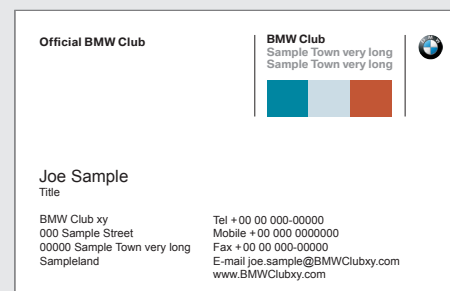 Official BMW Club
BMW Club
Sample Town very long
Sample Town very long
Joe Sample
Title
BMW Club xy
000 Sample Street
00000 Sample Town very long
Sampleland
Tel +00 00 000-00000
Mobile +00 000 0000000
Fax +00 00 000-00000
E-mail joe.sample@BMWClubxy.com
www.BMWClubxy.com